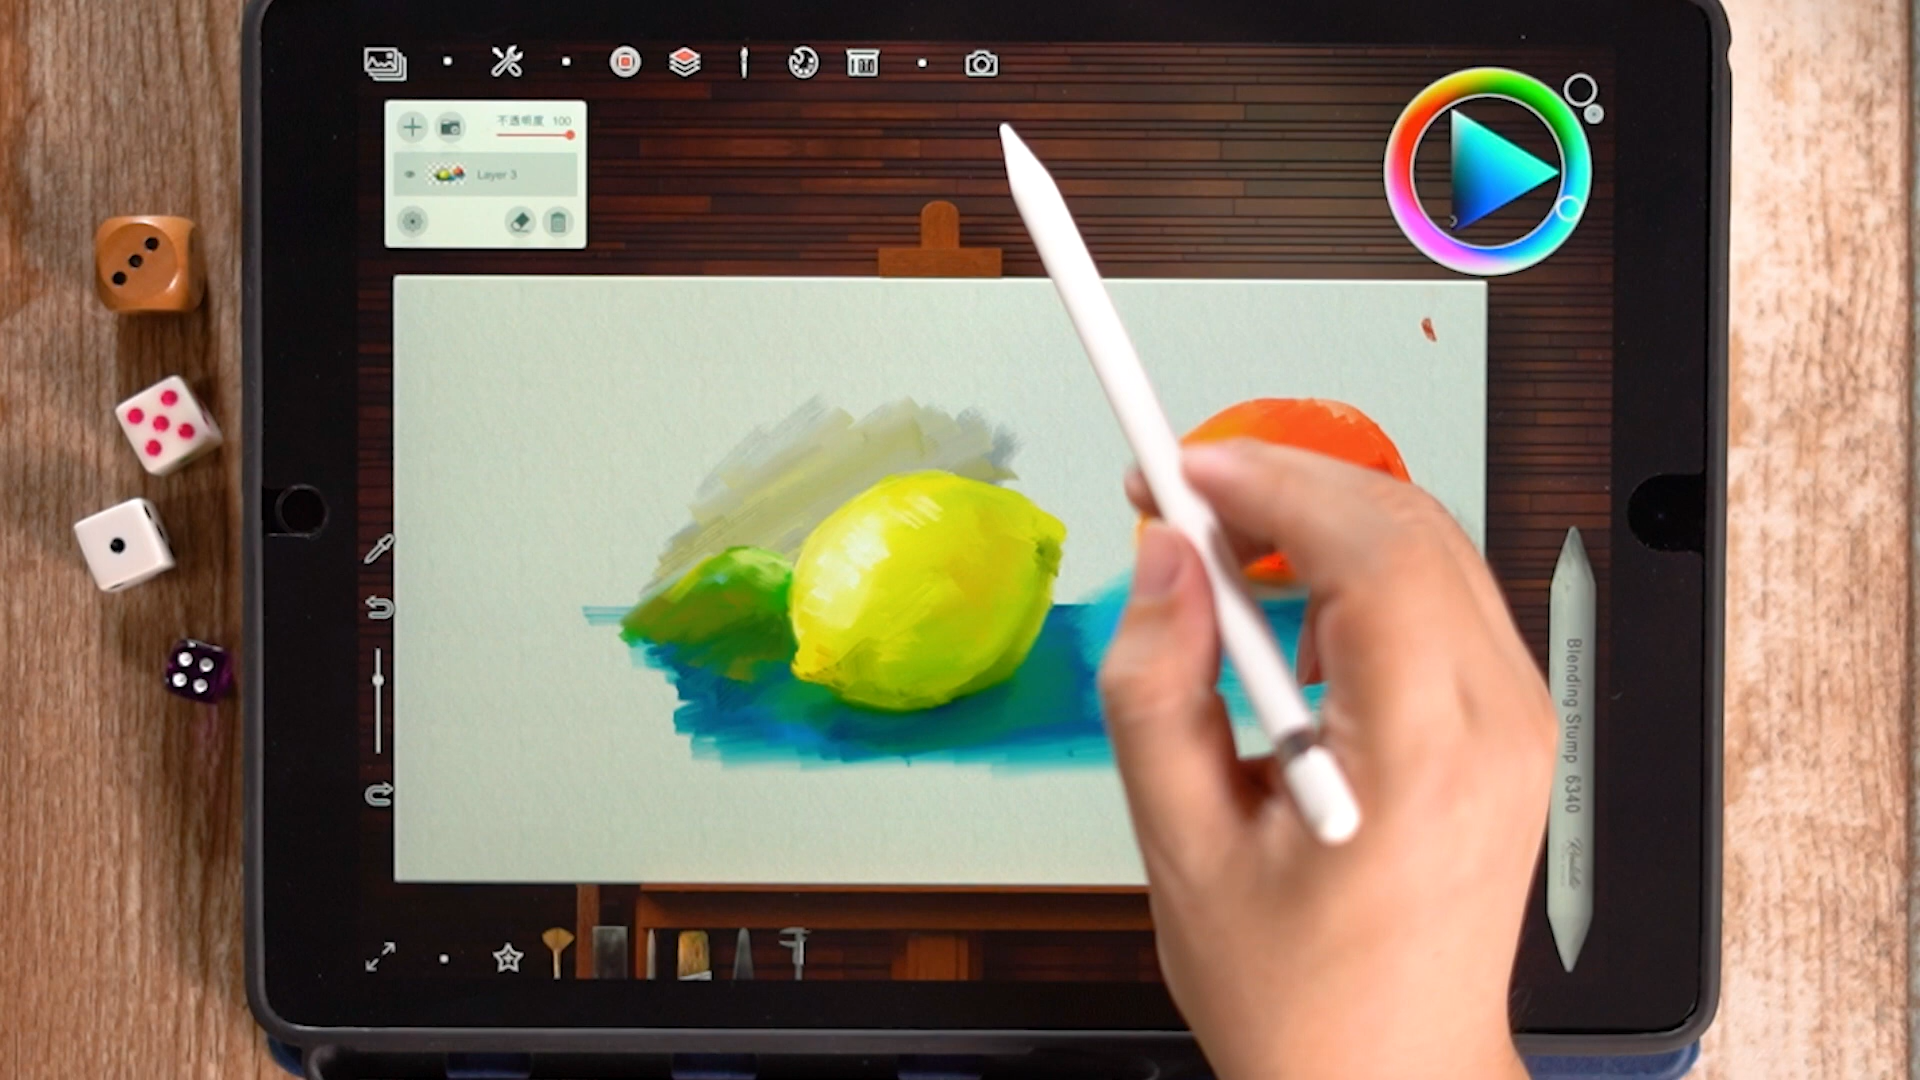 不透明度 100
Layer 3
Blending Stump 6340